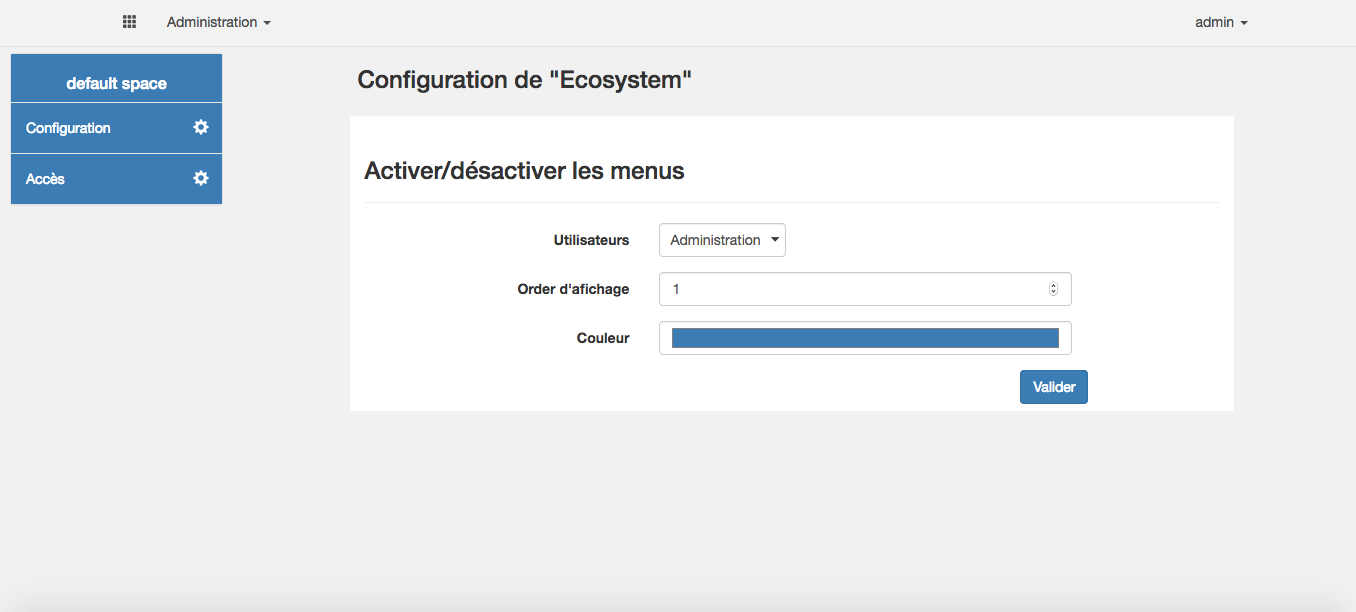 Administration
admin
default space
Configuration
Accès
Configuration de "Ecosystem"
Activer/désactiver les menus
Utilisateurs Administration
Order d'afichage 1
Couleur
Valider